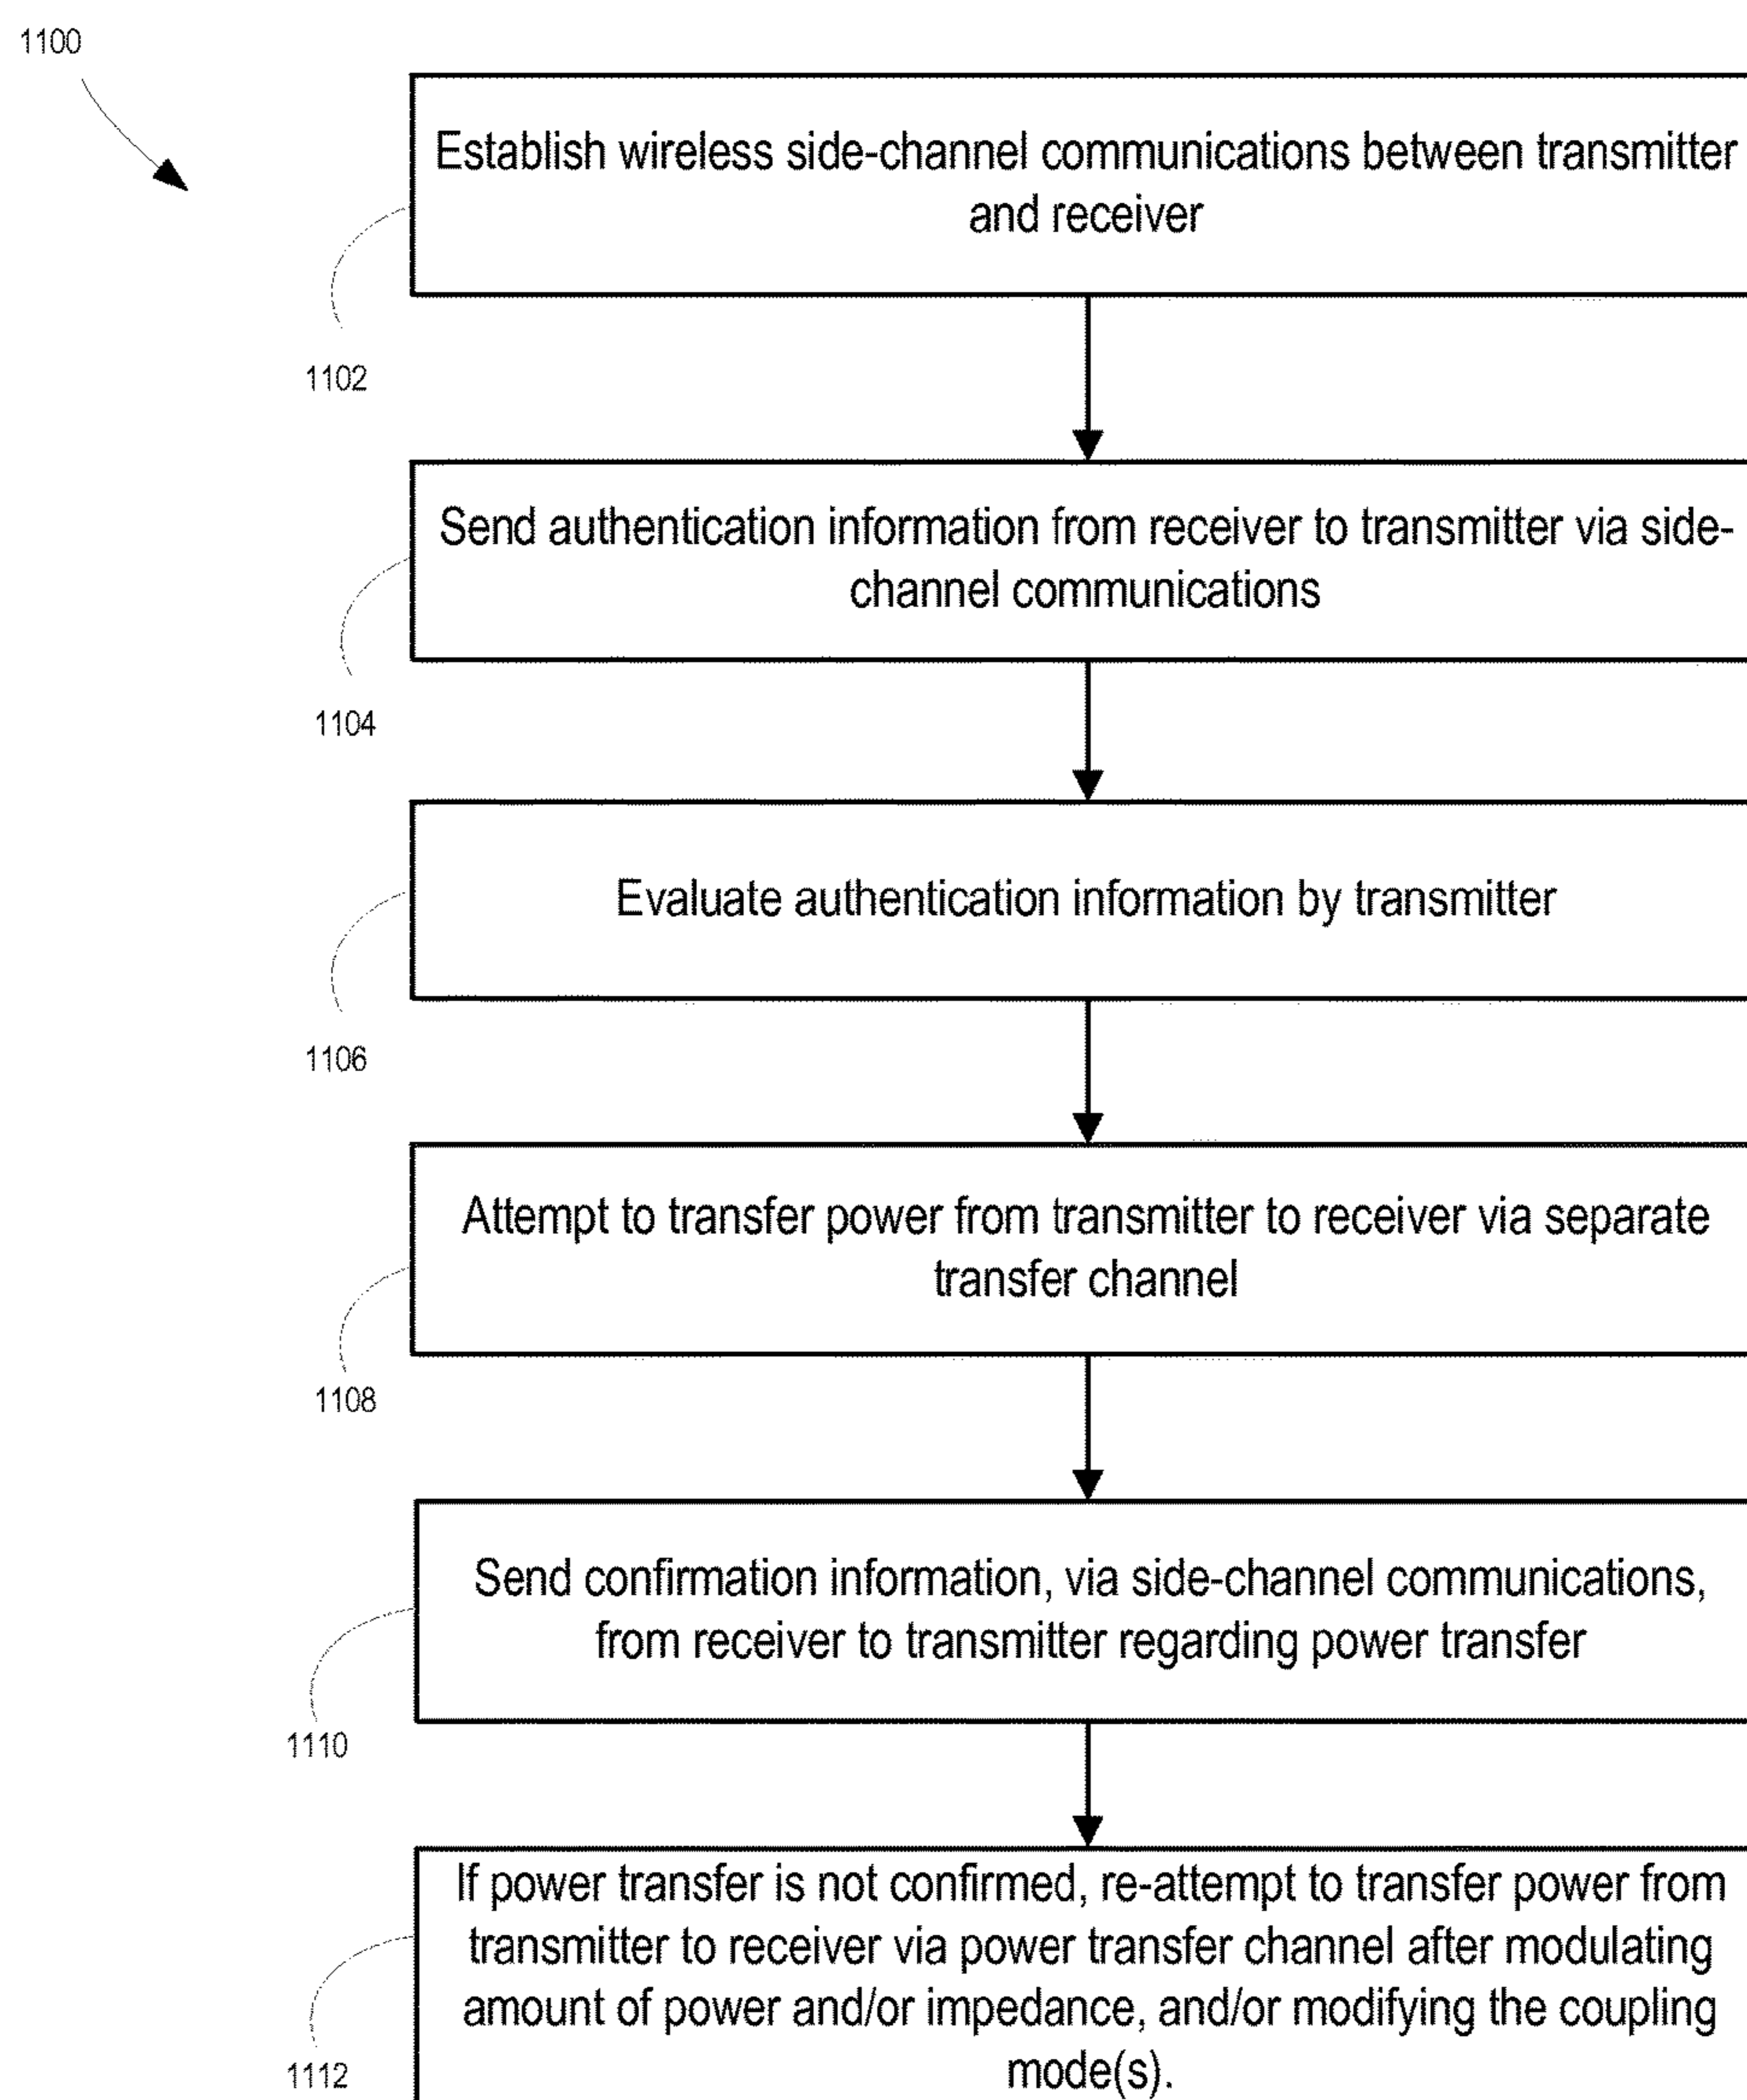 1100
Establish wireless side-channel communications between transmitter
and receiver
1102
Send authentication information from receiver to transmitter via side-
channel communications
1104
Evaluate authentication information by transmitter
1106
Attempt to transfer power from transmitter to receiver via separate
transfer channel
1108
Send confirmation information, via side-channel communications,
from receiver to transmitter regarding power transfer
1110
If power transfer is not confirmed, re-attempt to transfer power from
transmitter to receiver via power transfer channel after modulating
amount of power and/or impedance, and/or modifying the coupling
mode(s).
1112